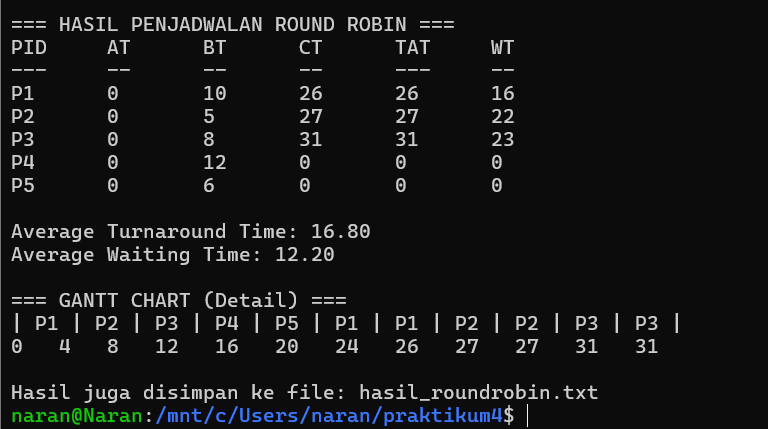 === HASIL PENJADWALAN ROUND ROBIN ===
PID AT BT CT TAT WT
--- -- -- -- --- --
P1 0 10 26 26 16
P2 0 5 27 27 22
P3 0 8 31 31 23
P4 0 12 0 0 0
P5 0 6 0 0 0
Average Turnaround Time: 16.80
Average Waiting Time: 12.20
=== GANTT CHART (Detail) ===
| P1 | P2 | P3 | P4 | P5 | P1 | P1 | P2 | P2 | P3 | P3 |
0 4 8 12 16 20 24 26 27 27 31 31
Hasil juga disimpan ke file: hasil_roundrobin.txt
naran@Naran:/mnt/c/Users/naran/praktikum4$